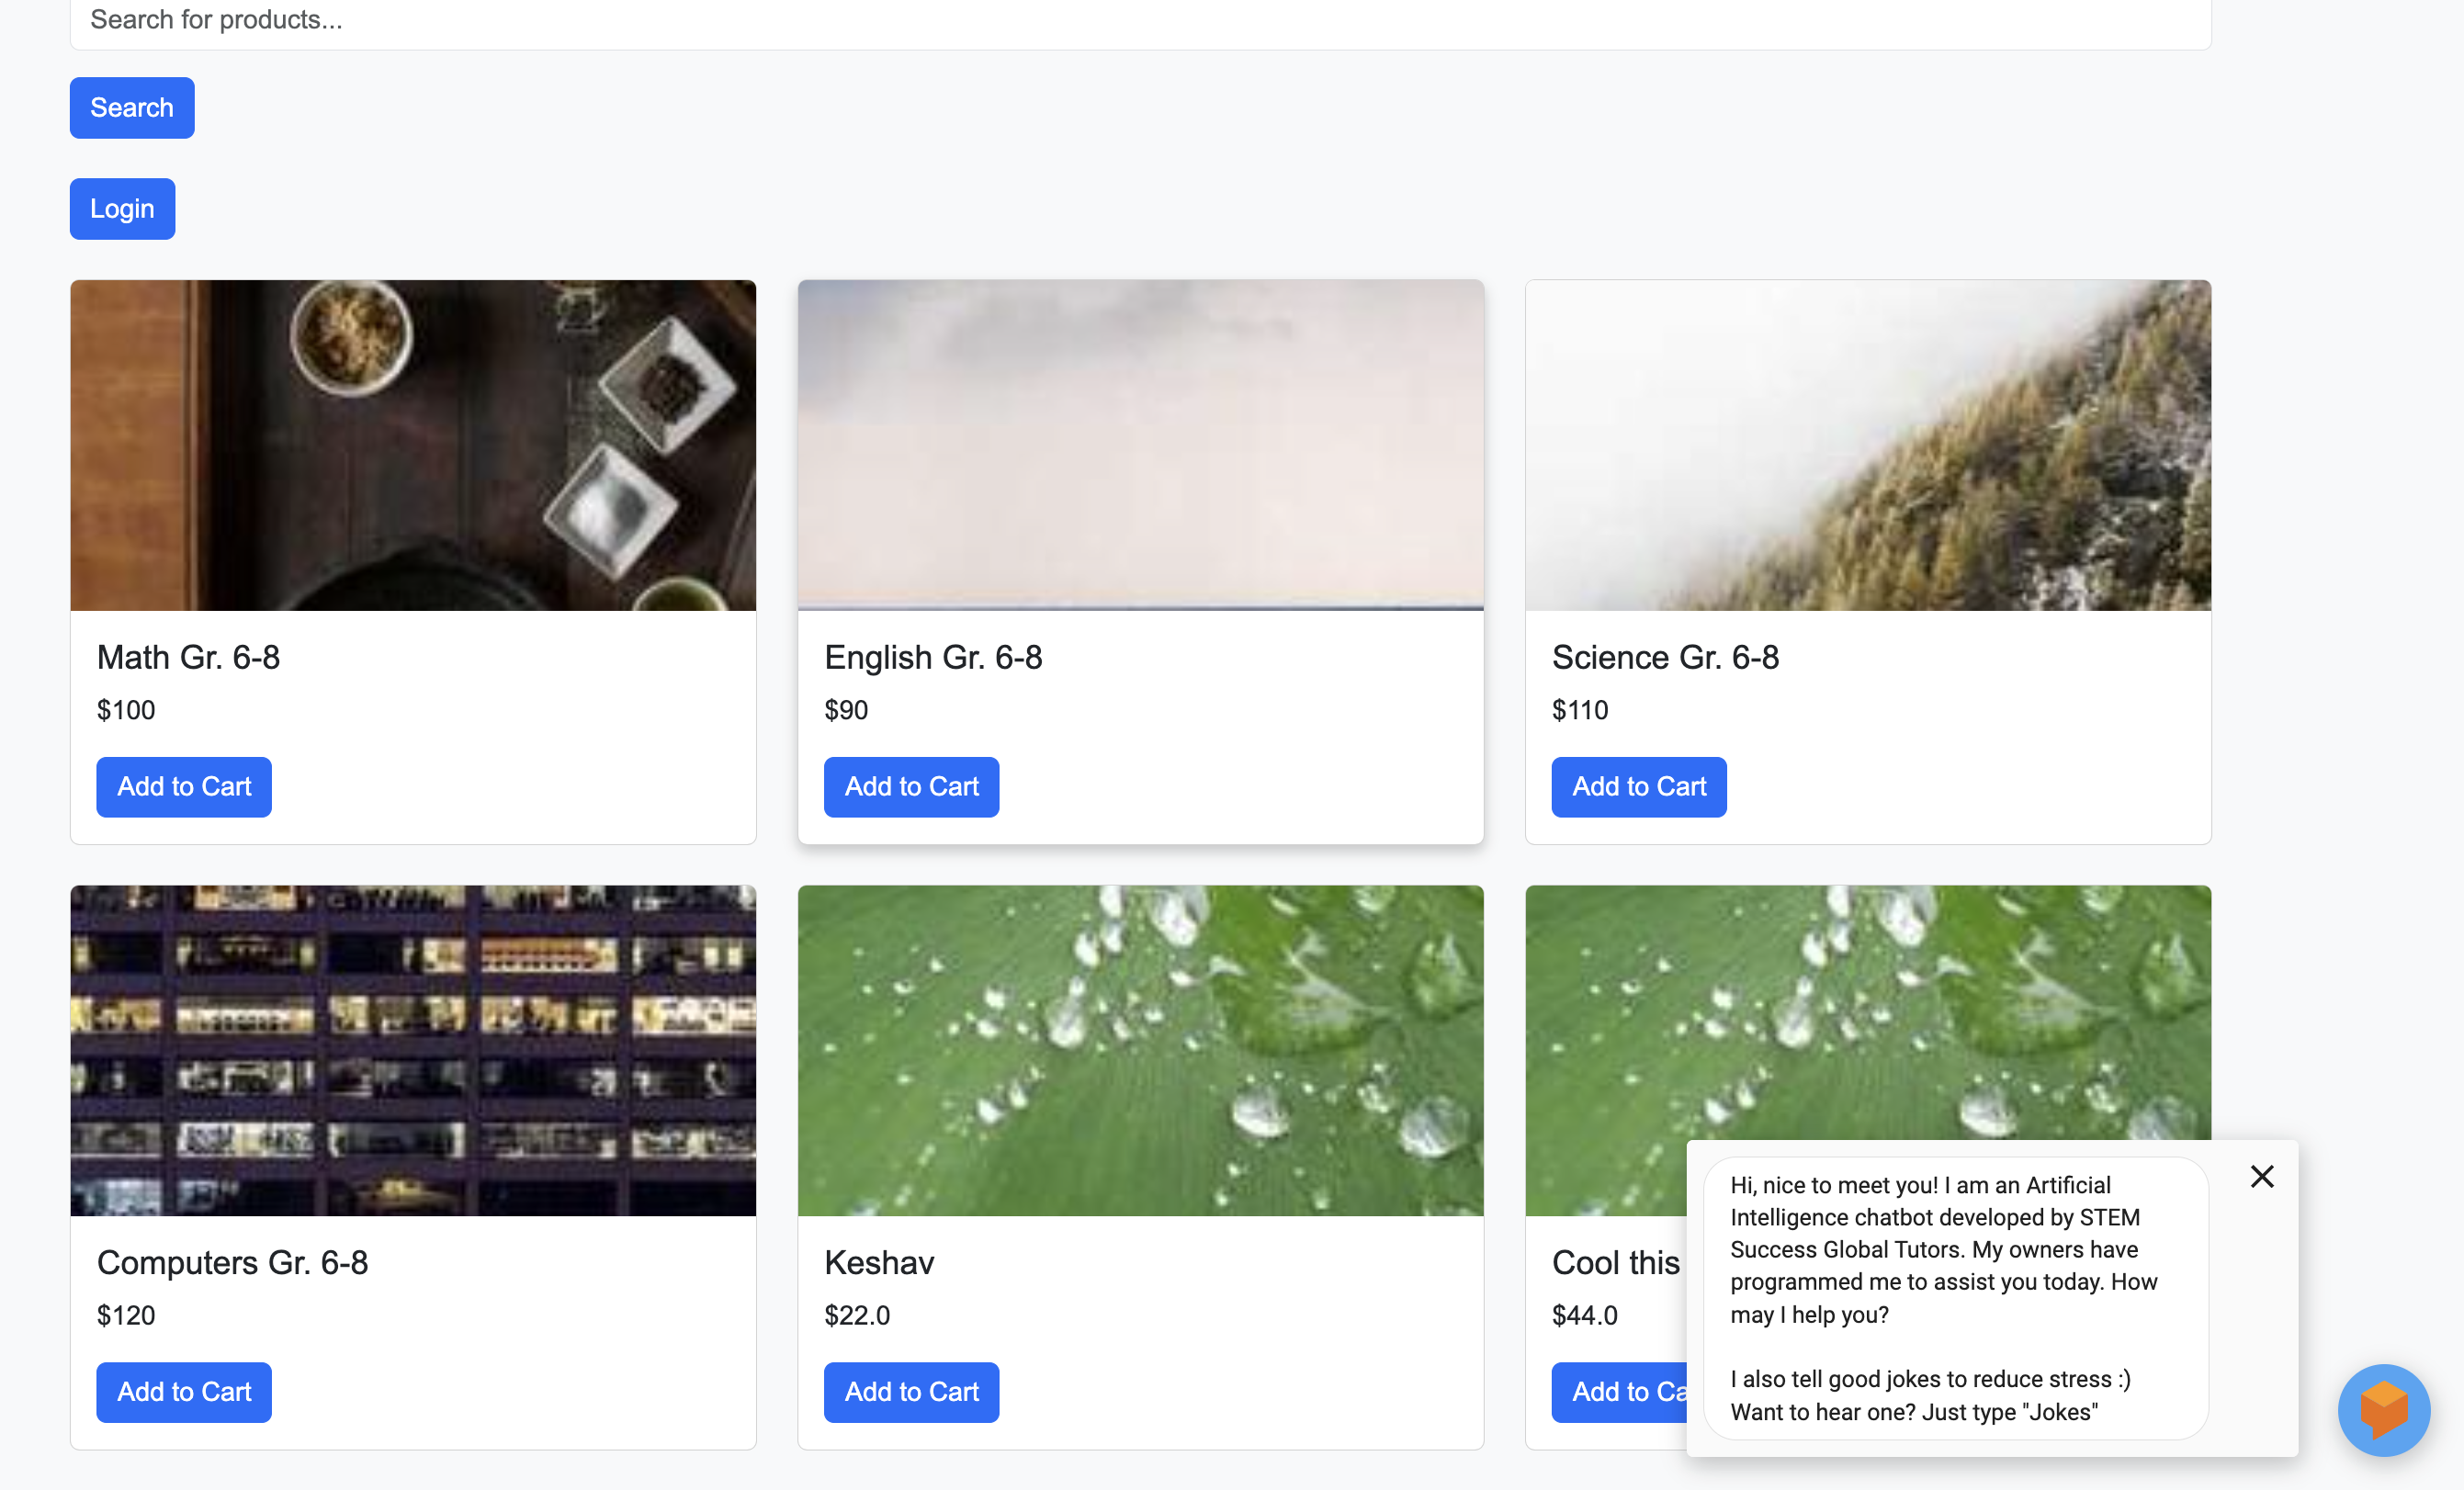 Search for products...
Search
Login
Math Gr. 6-8
$100
Add to Cart
English Gr. 6-8
$90
Add to Cart
Science Gr. 6-8
$110
Add to Cart
Computers Gr. 6-8
$120
Add to Cart
Keshav
$22.0
Add to Cart
Cool this
$44.0
Add to Ca
Hi, nice to meet you! I am an Artificial
Intelligence chatbot developed by STEM
Success Global Tutors. My owners have
programmed me to assist you today. How
may I help you?
I also tell good jokes to reduce stress :)
Want to hear one? Just type "Jokes"